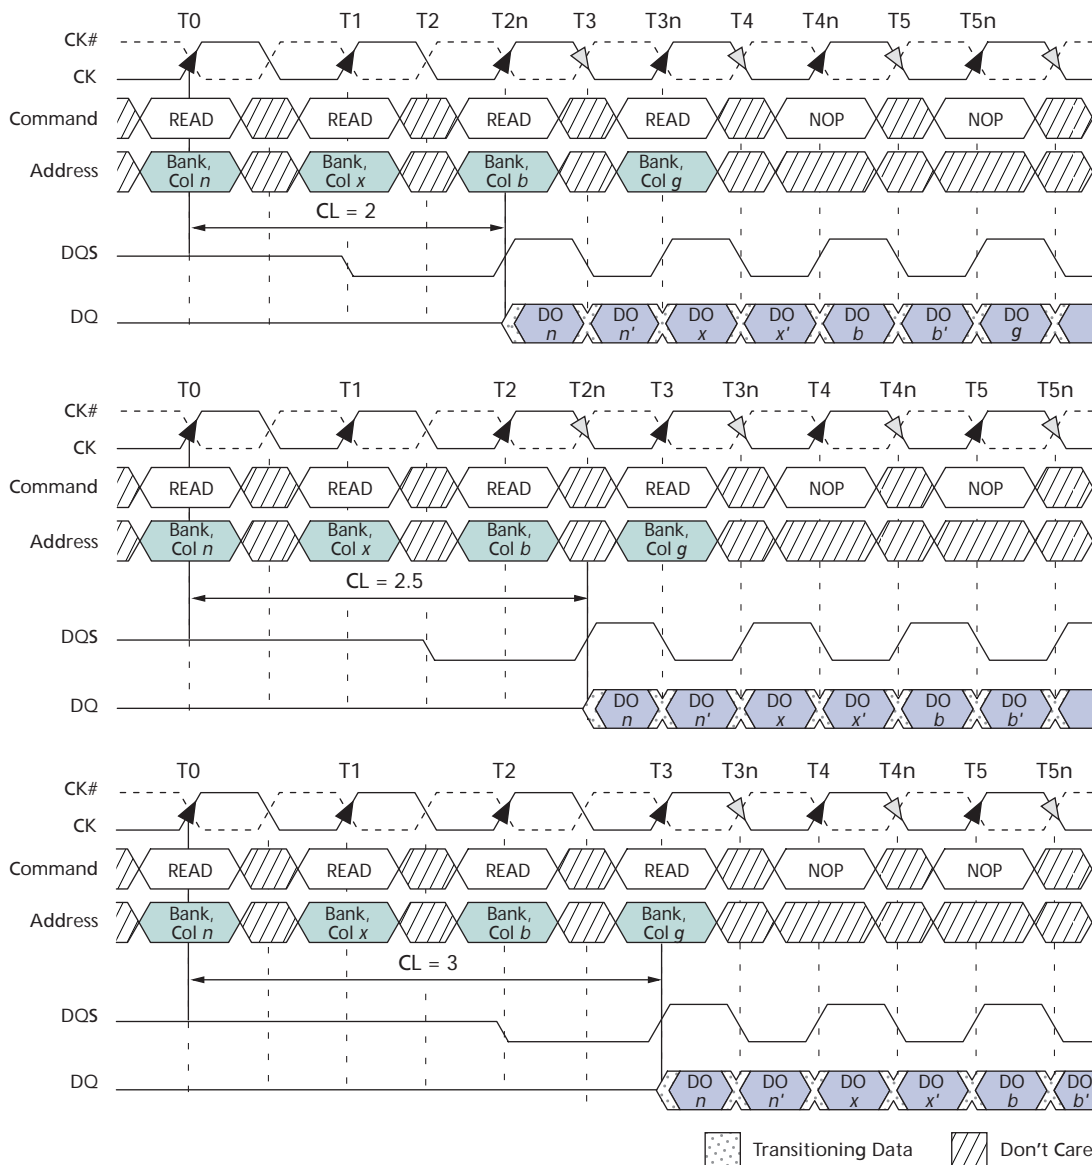 T0 T1 T2 T2n T3 T3n T4 T4n T5 T5n
CK#
CK
Command READ READ READ READ NOP NOP
Address Bank, Col n Bank, Col x Bank, Col b Bank, Col g
CL = 2
DQS
DQ DO n DO n' DO x DO x' DO b DO b' DO g
T0 T1 T2 T2n T3 T3n T4 T4n T5 T5n
CK#
CK
Command READ READ READ READ NOP NOP
Address Bank, Col n Bank, Col x Bank, Col b Bank, Col g
CL = 2.5
DQS
DQ DO n DO n' DO x DO x' DO b DO b'
T0 T1 T2 T3 T3n T4 T4n T5 T5n
CK#
CK
Command READ READ READ READ NOP NOP
Address Bank, Col n Bank, Col x Bank, Col b Bank, Col g
CL = 3
DQS
DQ DO n DO n' DO x DO x' DO b DO b'
Transitioning Data Don't Care